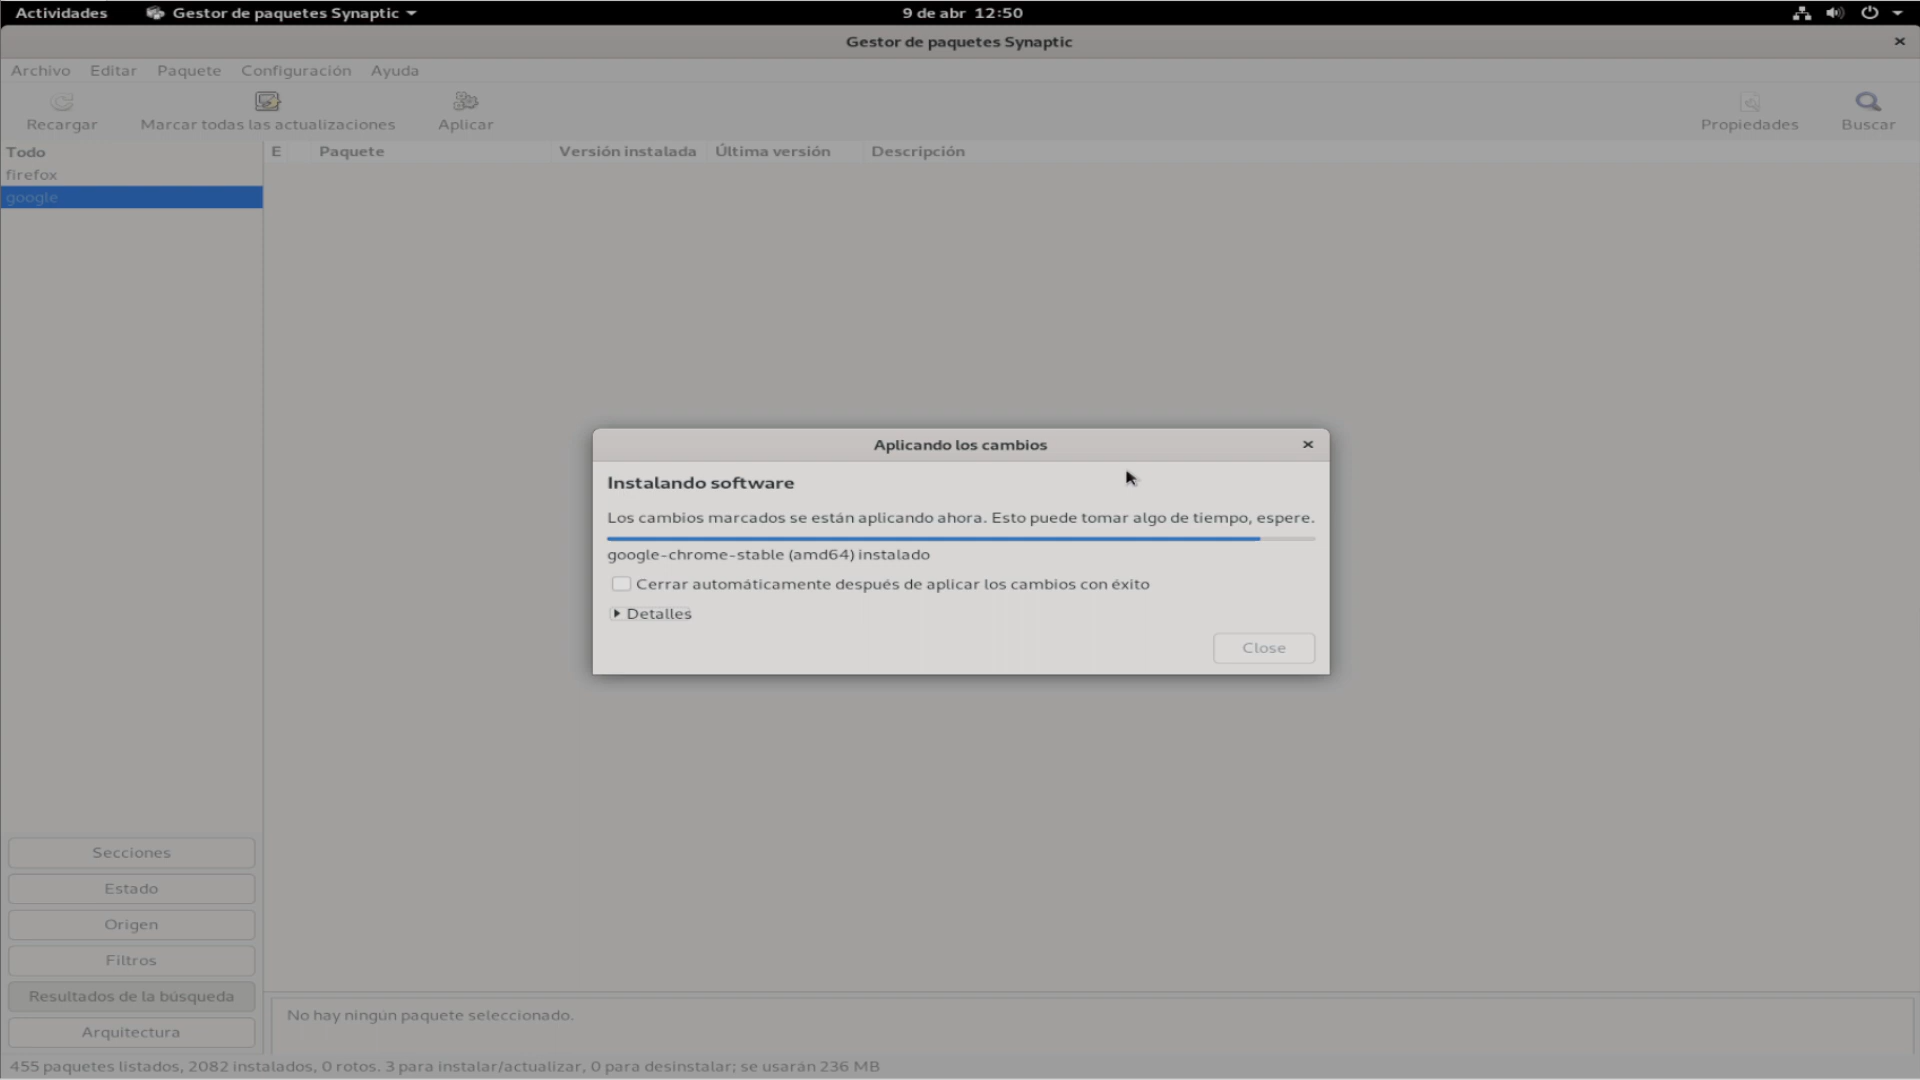 Actividades
Gestor de paquetes Synaptic
9 de abr 12:50
Gestor de paquetes Synaptic
Archivo Editar Paquete Configuración Ayuda
Recargar
Marcar todas las actualizaciones
Aplicar
Propiedades
Buscar
Todo
firefox
google
E Paquete Versión instalada Última versión Descripción
Aplicando los cambios
Instalando software
Los cambios marcados se están aplicando ahora. Esto puede tomar algo de tiempo, espere.
google-chrome-stable (amd64) instalado
Cerrar automáticamente después de aplicar los cambios con éxito
Detalles
Close
Secciones
Estado
Origen
Filtros
Resultados de la búsqueda
Arquitectura
No hay ningún paquete seleccionado.
455 paquetes listados, 2082 instalados, 0 rotos. 3 para instalar/actualizar, 0 para desinstalar; se usarán 236 MB